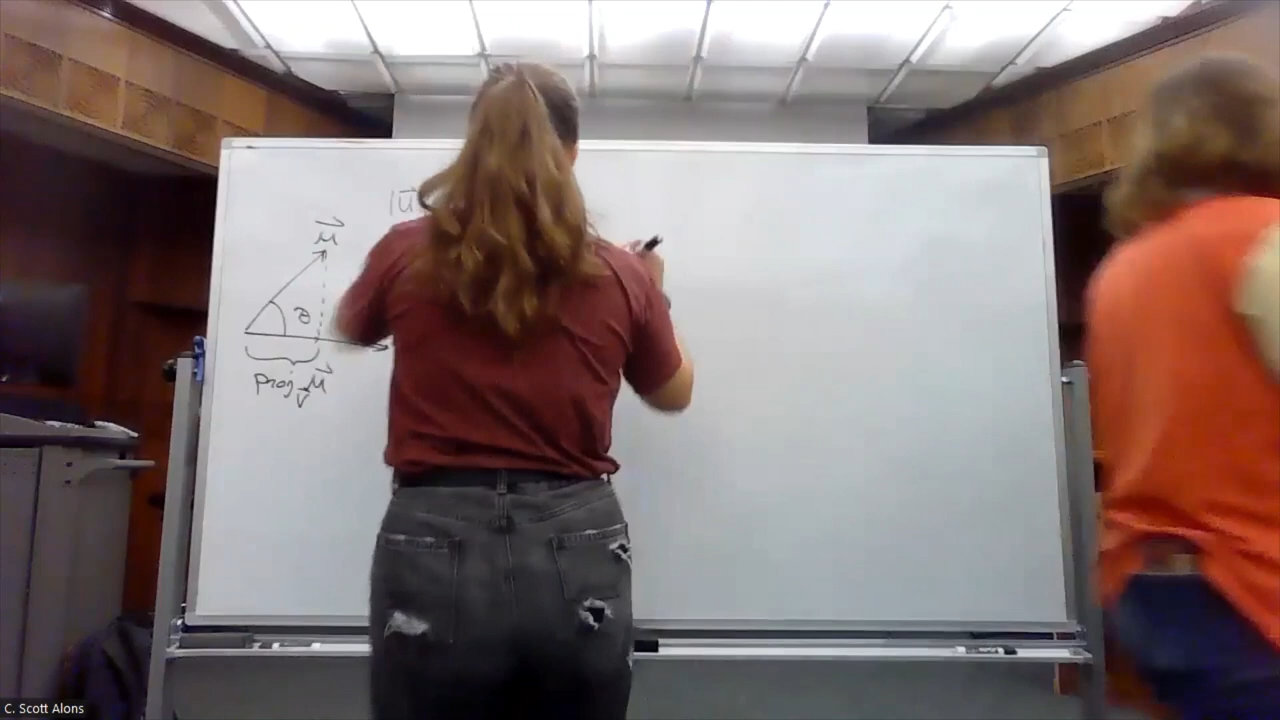 |u⃗
u⃗
θ
proj_v⃗ u⃗
C. Scott Alons